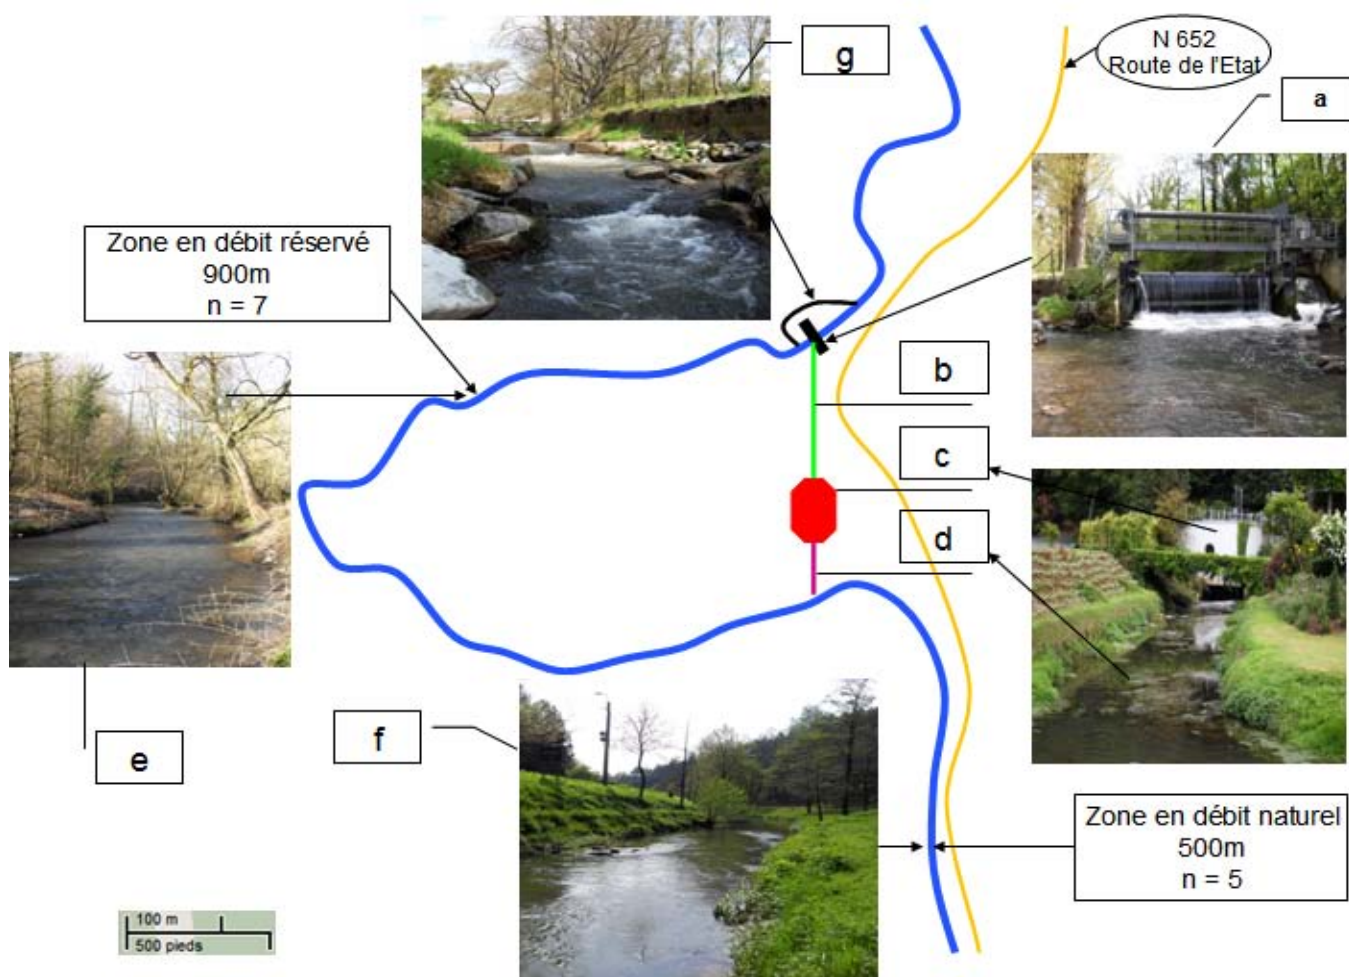 g
N 652
Route de l'Etat
a
Zone en débit réservé
900m
n = 7
b
c
d
e
f
Zone en débit naturel
500m
n = 5
100 m
500 pieds